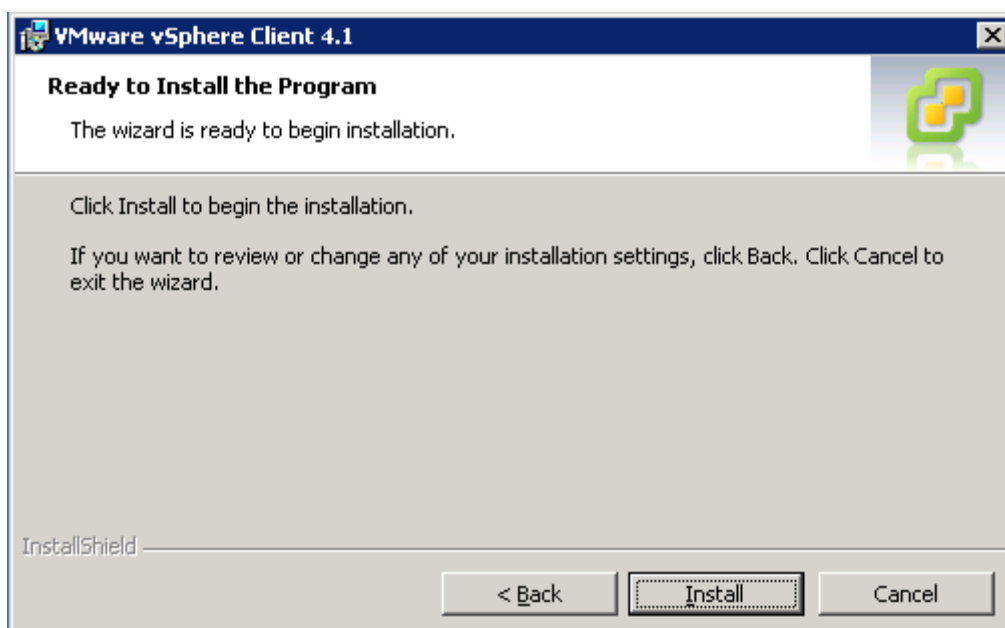 VMware vSphere Client 4.1
Ready to Install the Program
The wizard is ready to begin installation.
Click Install to begin the installation.
If you want to review or change any of your installation settings, click Back. Click Cancel to
exit the wizard.
InstallShield
< Back
Install
Cancel